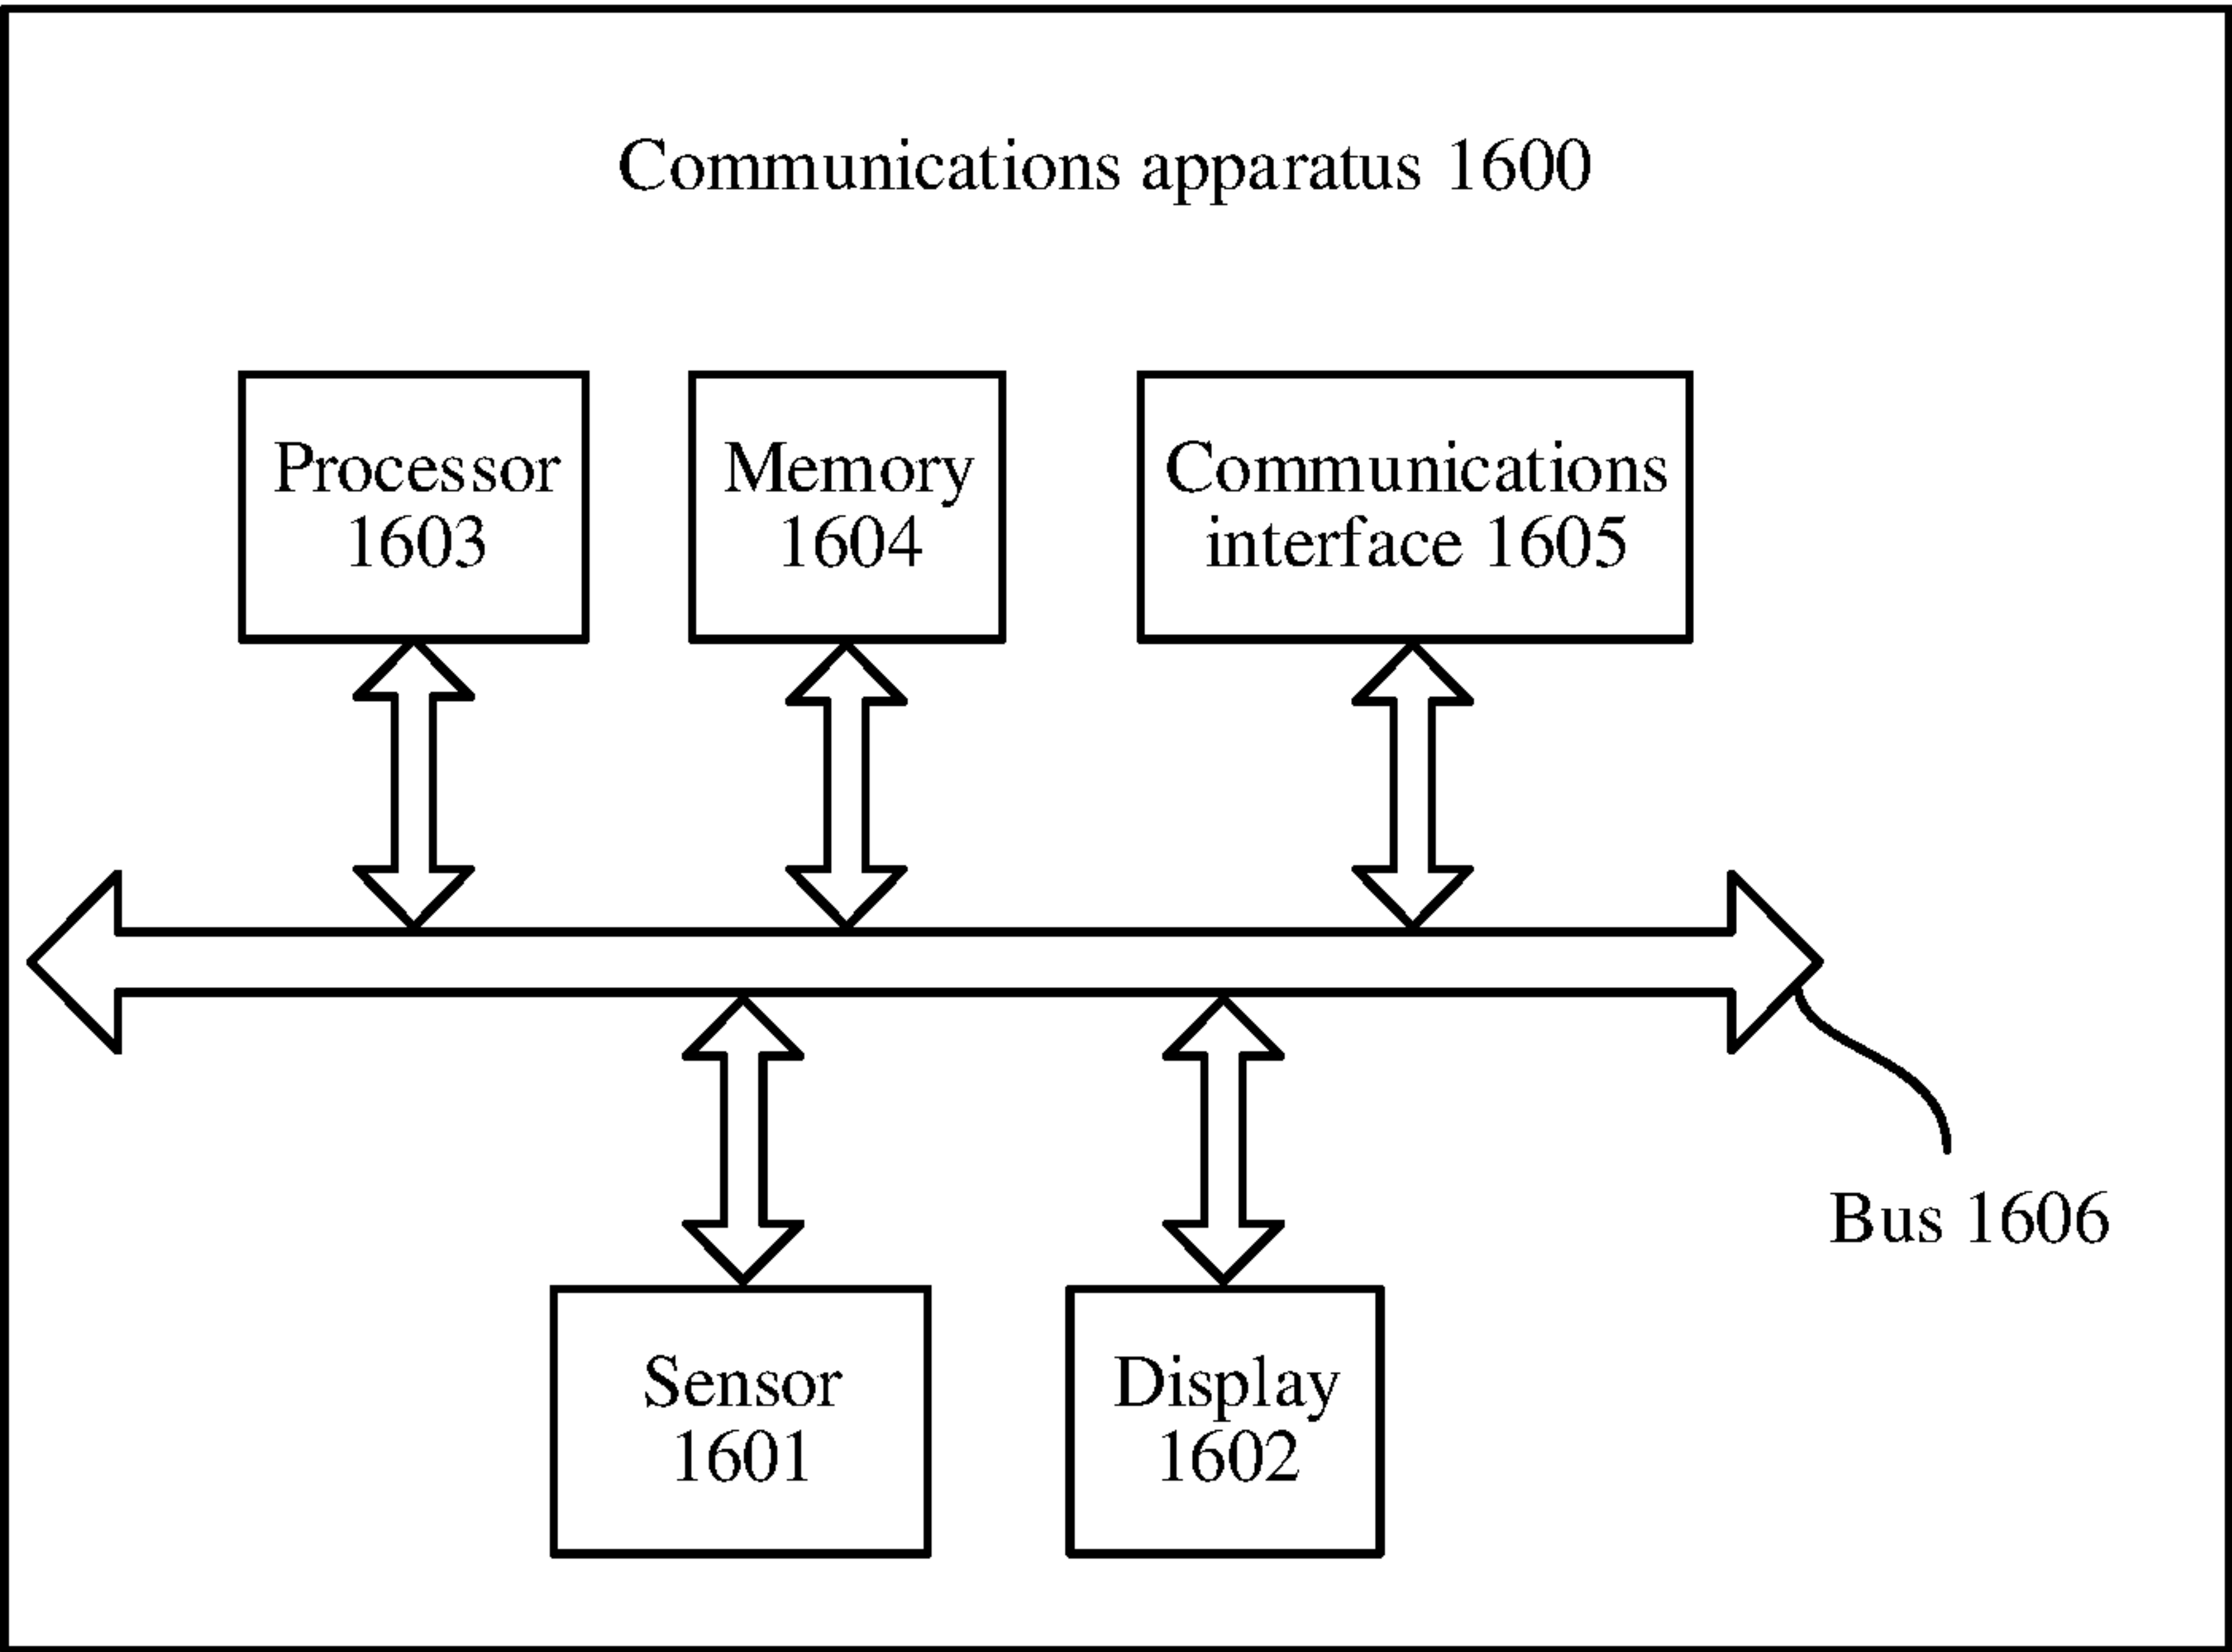 Communications apparatus 1600
Processor
1603
Memory
1604
Communications
interface 1605
Bus 1606
Sensor
1601
Display
1602